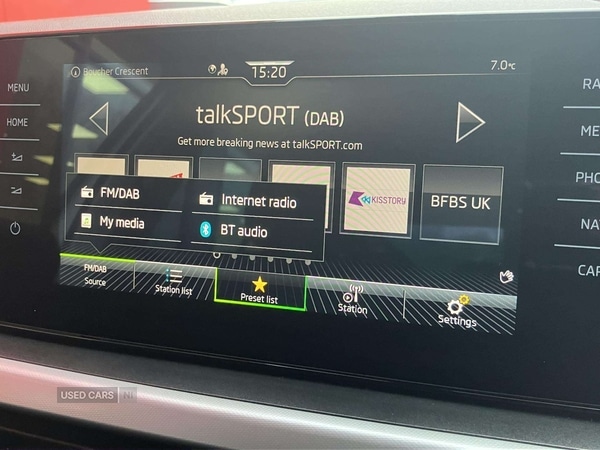 MENU
HOME
Boucher Crescent
15:20
7.0°C
talkSPORT (DAB)
Get more breaking news at talkSPORT.com
FM/DAB
Internet radio
My media
BT audio
KISSTORY
BFBS UK
FM/DAB
Source
Station list
Preset list
Station
Settings
RA
ME
PHO
NAV
CAR
USED CARS NI